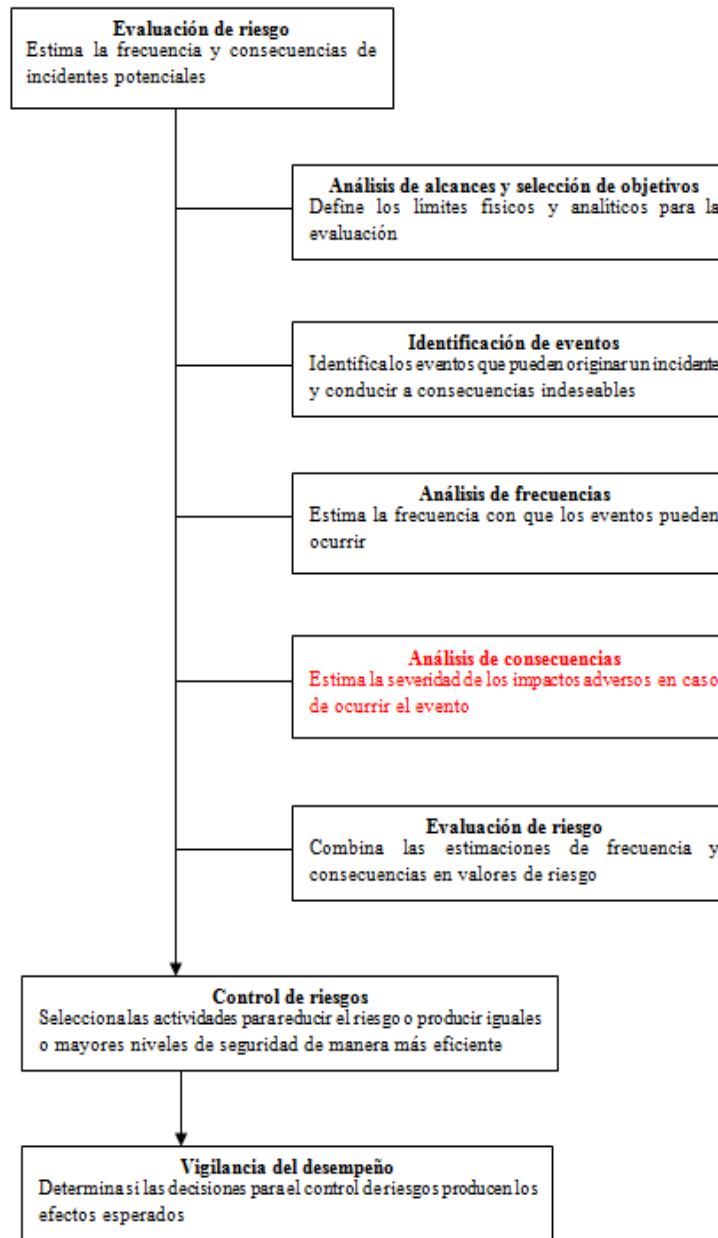 Evaluación de riesgo
Estima la frecuencia y consecuencias de
incidentes potenciales
Análisis de alcances y selección de objetivos
Define los limites fisicos y analiticos para la
evaluación
Identificación de eventos
Identifica los eventos que pueden originar un incidente
y conducir a consecuencias indeseables
Análisis de frecuencias
Estima la frecuencia con que los eventos pueden
ocurrir
Análisis de consecuencias
Estima la severidad de los impactos adversos en caso
de ocurrir el evento
Evaluación de riesgo
Combina las estimaciones de frecuencia y
consecuencias en valores de riesgo
Control de riesgos
Selecciona las actividades para reducir el riesgo o producir iguales
o mayores niveles de seguridad de manera más eficiente
Vigilancia del desempeño
Determina si las decisiones para el control de riesgos producen los
efectos esperados